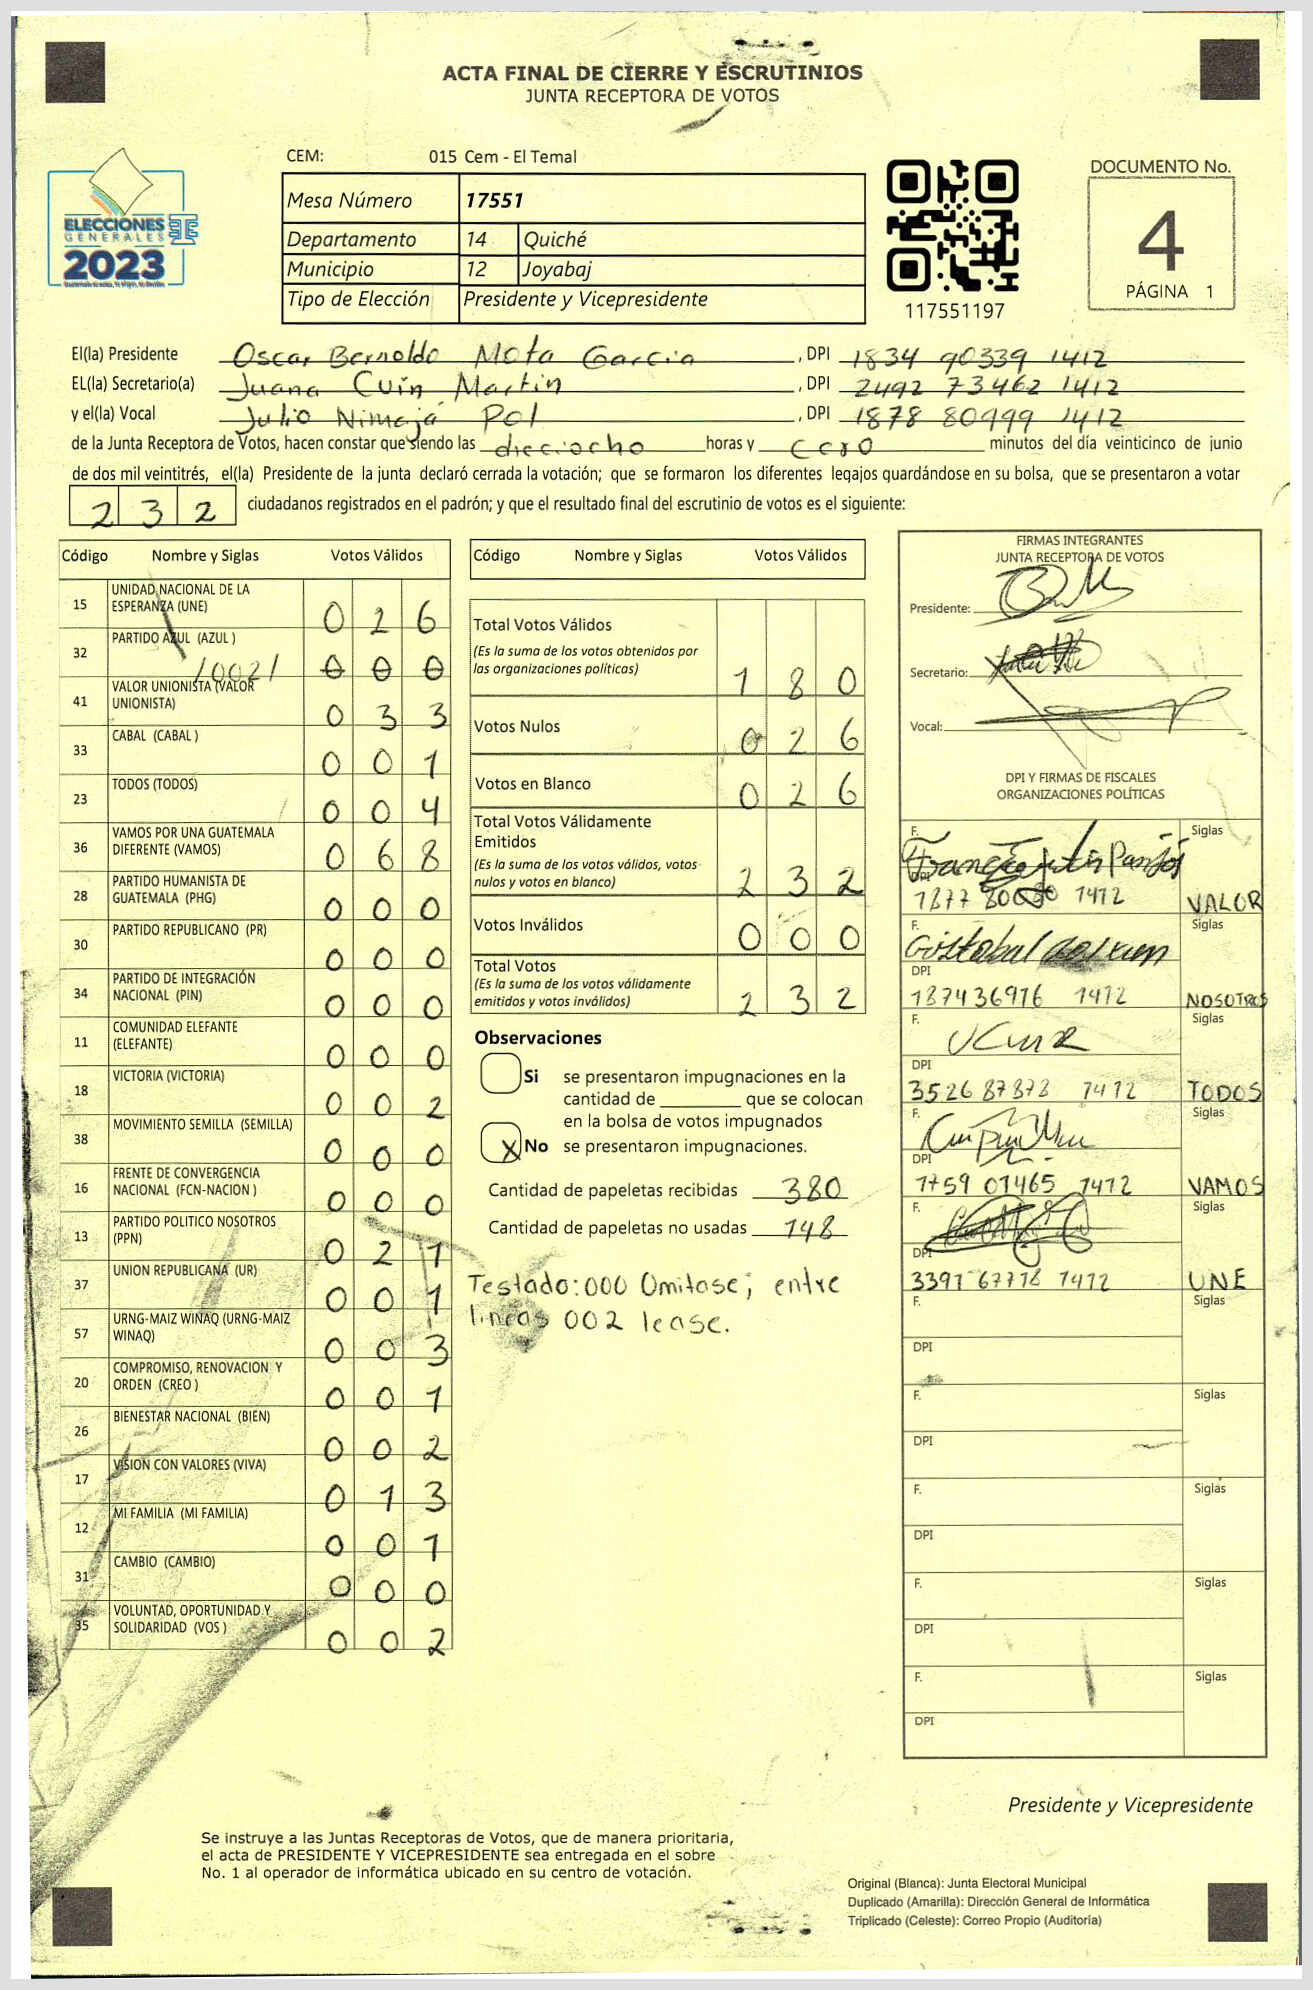 ACTA FINAL DE CIERRE Y ESCRUTINIOS
JUNTA RECEPTORA DE VOTOS
CEM: 015 Cem - El Temal
ELECCIONES
GENERALES
2023
Mesa Número 17551
Departamento 14 Quiché
Municipio 12 Joyabaj
Tipo de Elección Presidente y Vicepresidente
117551197
DOCUMENTO No.
4
PÁGINA 1
El(la) Presidente Oscar Bernoldo Mota Garcia , DPI 1834 90339 1412
EL(la) Secretario(a) Juana Cuin Martin , DPI 2492 73462 1412
y el(la) Vocal Julio Nimaja Pol , DPI 1878 80999 1412
de la Junta Receptora de Votos, hacen constar que siendo las dieciocho horas y cero minutos del día veinticinco de junio
de dos mil veintitrés, el(la) Presidente de la junta declaró cerrada la votación; que se formaron los diferentes legajos guardándose en su bolsa, que se presentaron a votar
232 ciudadanos registrados en el padrón; y que el resultado final del escrutinio de votos es el siguiente:
Código Nombre y Siglas Votos Válidos
15 UNIDAD NACIONAL DE LA ESPERANZA (UNE) 0 2 6
32 PARTIDO AZUL (AZUL ) 0 0 0
41 VALOR UNIONISTA (VALOR UNIONISTA) 0 3 3
33 CABAL (CABAL ) 0 0 1
23 TODOS (TODOS) 0 0 4
36 VAMOS POR UNA GUATEMALA DIFERENTE (VAMOS) 0 6 8
28 PARTIDO HUMANISTA DE GUATEMALA (PHG) 0 0 0
30 PARTIDO REPUBLICANO (PR) 0 0 0
34 PARTIDO DE INTEGRACIÓN NACIONAL (PIN) 0 0 0
11 COMUNIDAD ELEFANTE (ELEFANTE) 0 0 0
18 VICTORIA (VICTORIA) 0 0 2
38 MOVIMIENTO SEMILLA (SEMILLA) 0 0 0
16 FRENTE DE CONVERGENCIA NACIONAL (FCN-NACION ) 0 0 0
13 PARTIDO POLITICO NOSOTROS (PPN) 0 2 1
37 UNION REPUBLICANA (UR) 0 0 1
57 URNG-MAIZ WINAQ (URNG-MAIZ WINAQ) 0 0 3
20 COMPROMISO, RENOVACION Y ORDEN (CREO ) 0 0 1
26 BIENESTAR NACIONAL (BIEN) 0 0 2
17 VISION CON VALORES (VIVA) 0 1 3
12 MI FAMILIA (MI FAMILIA) 0 0 1
31 CAMBIO (CAMBIO) 0 0 0
35 VOLUNTAD, OPORTUNIDAD Y SOLIDARIDAD (VOS ) 0 0 2
Código Nombre y Siglas Votos Válidos
Total Votos Válidos
(Es la suma de los votos obtenidos por
las organizaciones políticas) 1 8 0
Votos Nulos 0 2 6
Votos en Blanco 0 2 6
Total Votos Válidamente
Emitidos
(Es la suma de los votos válidos, votos
nulos y votos en blanco) 2 3 2
Votos Inválidos 0 0 0
Total Votos
(Es la suma de los votos válidamente
emitidos y votos inválidos) 2 3 2
Observaciones
Si se presentaron impugnaciones en la
cantidad de ________ que se colocan
en la bolsa de votos impugnados
X No se presentaron impugnaciones.
Cantidad de papeletas recibidas 380
Cantidad de papeletas no usadas 148
Testado: 000 Omitase; entre
lineas 002 lease.
FIRMAS INTEGRANTES
JUNTA RECEPTORA DE VOTOS
Presidente:
Secretario:
Vocal:
DPI Y FIRMAS DE FISCALES
ORGANIZACIONES POLÍTICAS
F. Siglas
DPI
1412 VALOR
F. Siglas
DPI
187436916 1412 NOSOTROS
F. Siglas
DPI
3526 87878 1412 TODOS
F. Siglas
DPI
1759 01465 1412 VAMOS
F. Siglas
DPI
3391 67718 1412 UNE
F. Siglas
DPI
F. Siglas
DPI
F. Siglas
DPI
F. Siglas
DPI
F. Siglas
DPI
Presidente y Vicepresidente
Se instruye a las Juntas Receptoras de Votos, que de manera prioritaria,
el acta de PRESIDENTE Y VICEPRESIDENTE sea entregada en el sobre
No. 1 al operador de informática ubicado en su centro de votación.
Original (Blanca): Junta Electoral Municipal
Duplicado (Amarilla): Dirección General de Informática
Triplicado (Celeste): Correo Propio (Auditoría)